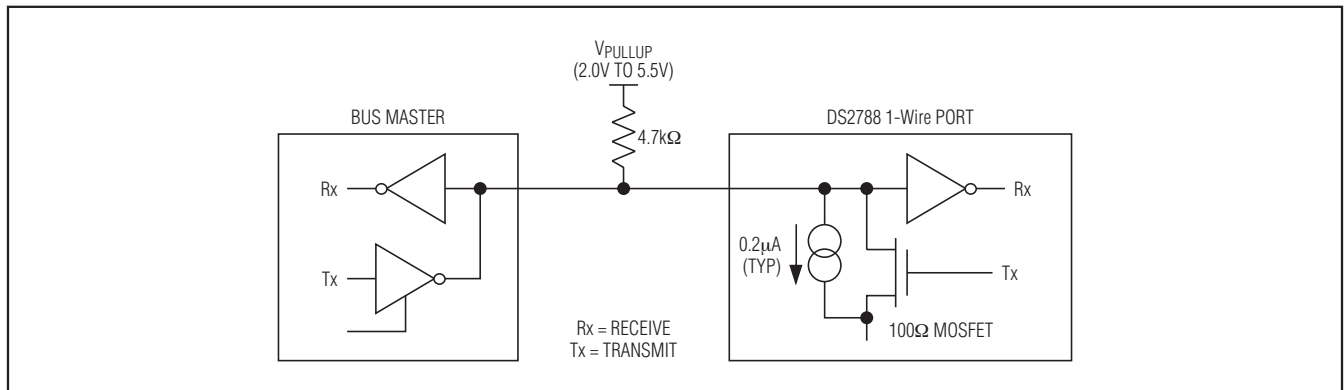 VPULLUP
(2.0V TO 5.5V)
BUS MASTER
DS2788 1-Wire PORT
4.7kΩ
Rx
Rx
0.2μA
(TYP)
Tx
Tx
Rx = RECEIVE
Tx = TRANSMIT
100Ω MOSFET